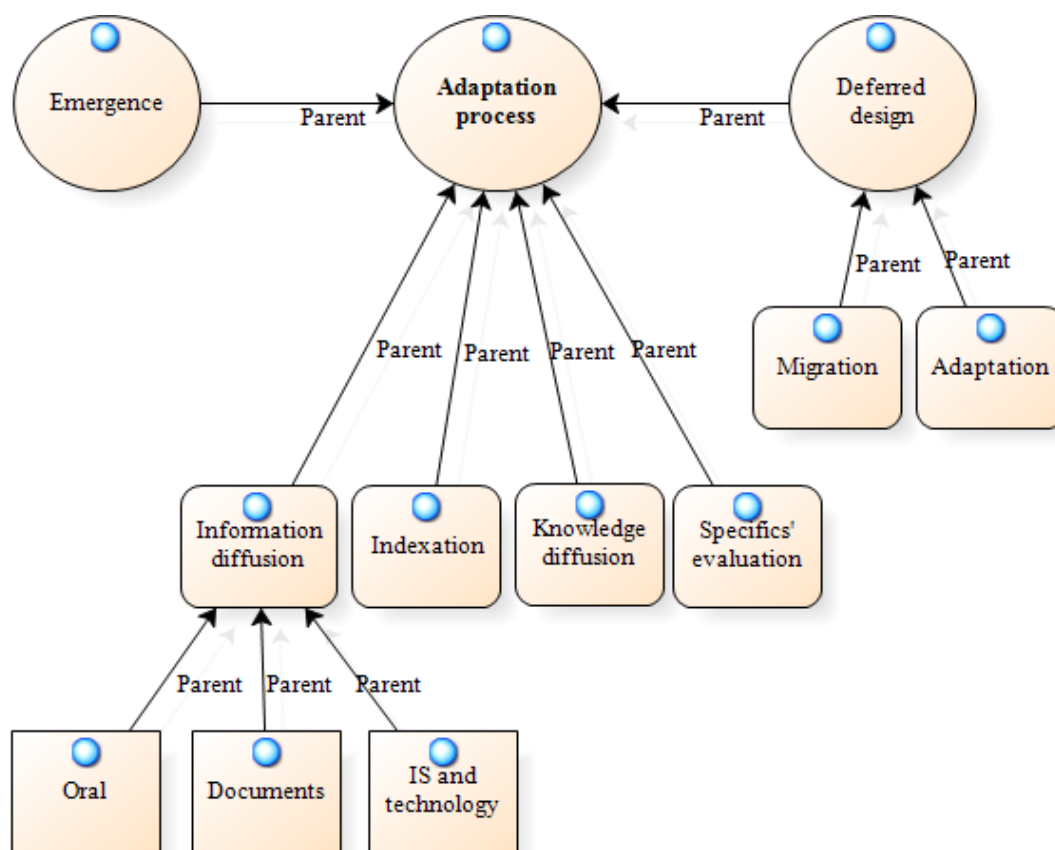 Emergence
Parent
Adaptation
process
Parent
Deferred
design
Parent
Parent
Migration
Adaptation
Parent
Parent
Parent
Parent
Information
diffusion
Indexation
Knowledge
diffusion
Specifics'
evaluation
Parent
Parent
Parent
Oral
Documents
IS and
technology